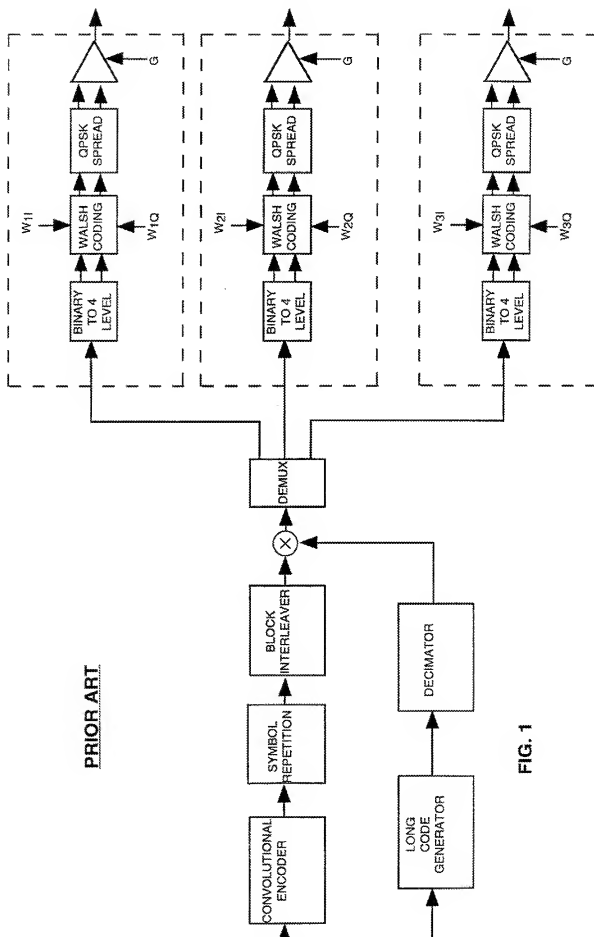 PRIOR ART
CONVOLUTIONAL
ENCODER
SYMBOL
REPETITION
BLOCK
INTERLEAVER
X
LONG
CODE
GENERATOR
DECIMATOR
DEMUX
BINARY
TO 4
LEVEL
W1I
WALSH
CODING
W1Q
QPSK
SPREAD
G
BINARY
TO 4
LEVEL
W2I
WALSH
CODING
W2Q
QPSK
SPREAD
G
BINARY
TO 4
LEVEL
W3I
WALSH
CODING
W3Q
QPSK
SPREAD
G
FIG. 1